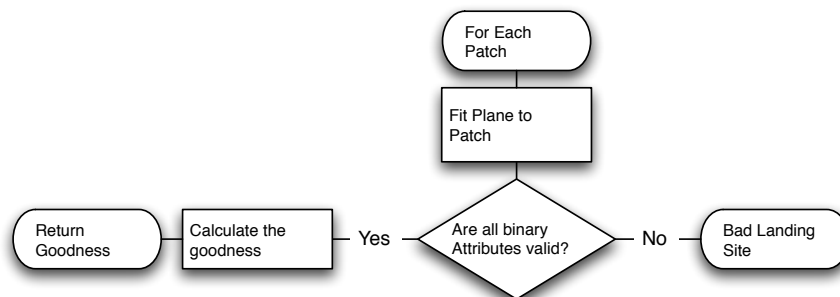 For Each
Patch
Fit Plane to
Patch
Are all binary
Attributes valid?
Yes
Calculate the
goodness
Return
Goodness
No
Bad Landing
Site